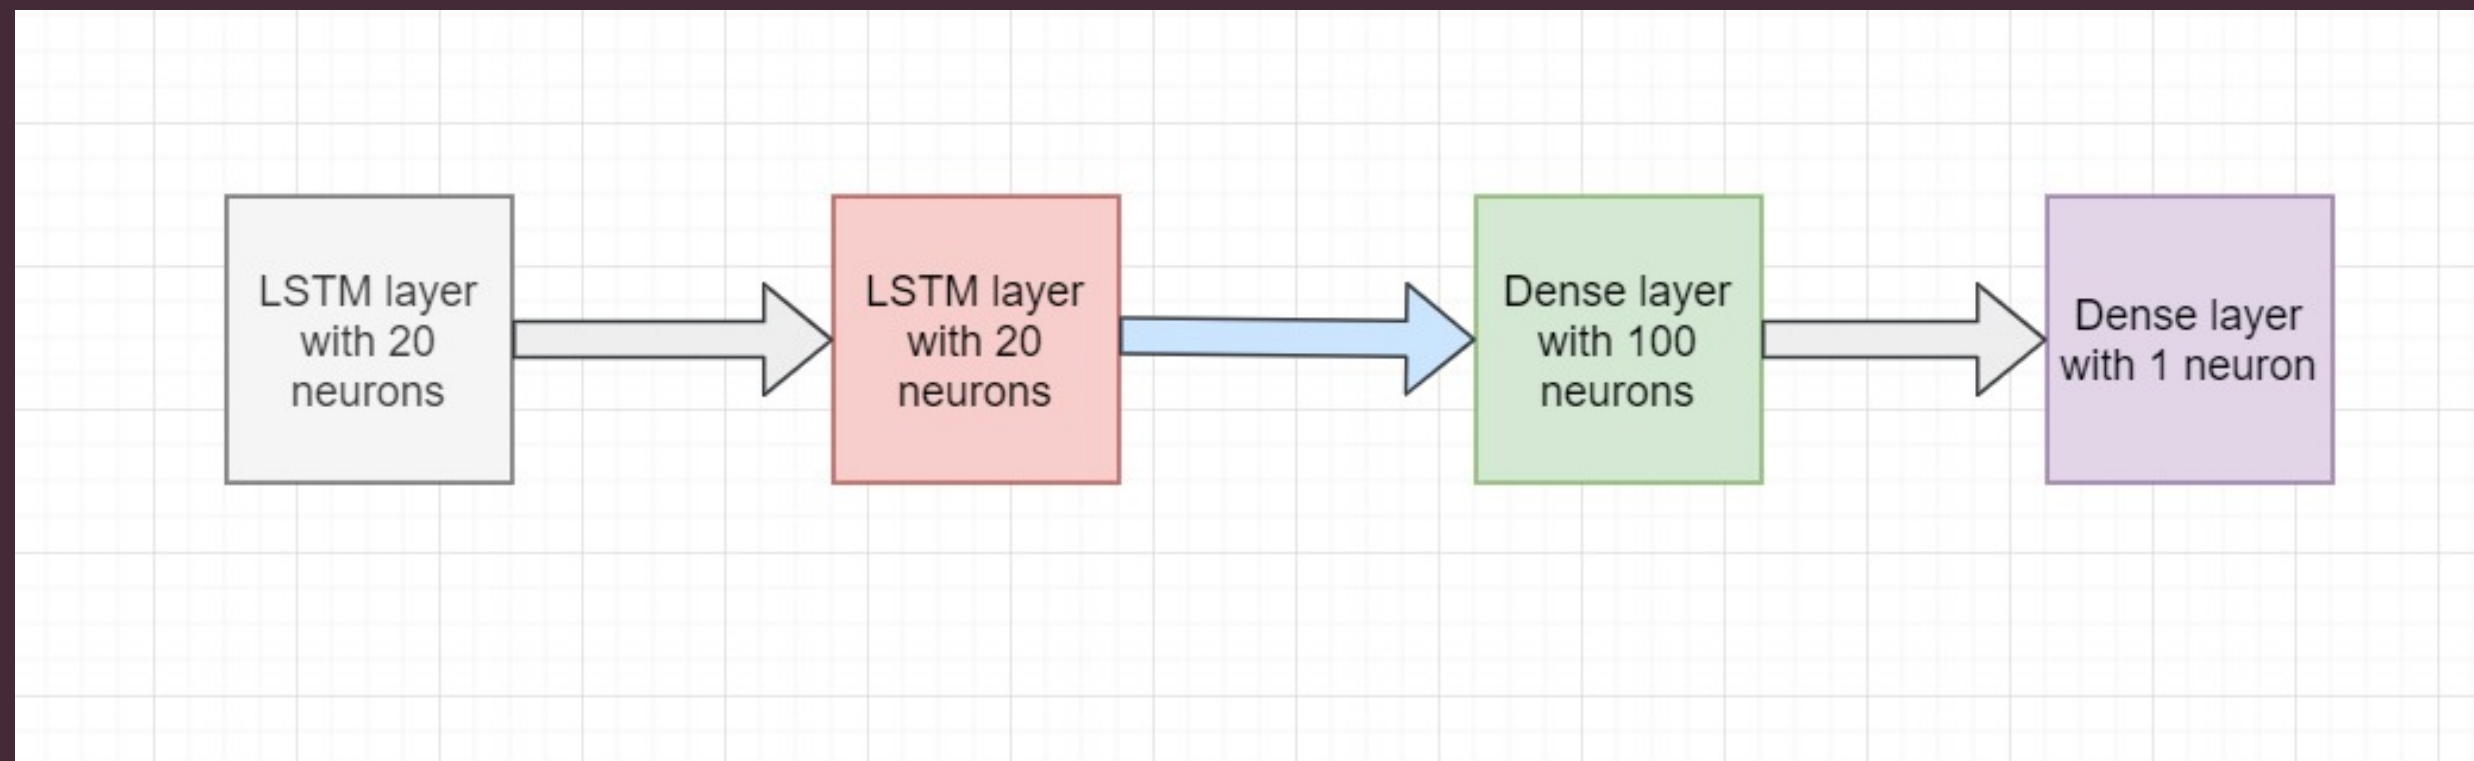 LSTM layer
with 20
neurons
LSTM layer
with 20
neurons
Dense layer
with 100
neurons
Dense layer
with 1 neuron